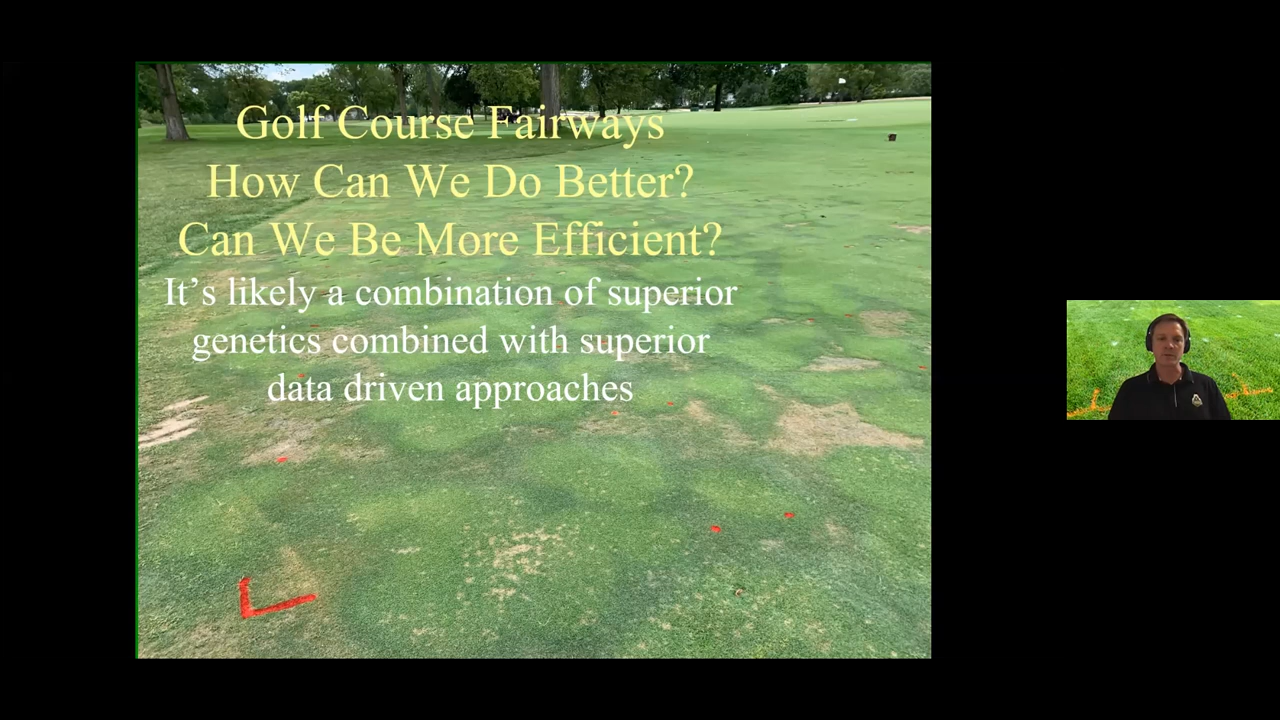 Golf Course Fairways
How Can We Do Better?
Can We Be More Efficient?
It’s likely a combination of superior
genetics combined with superior
data driven approaches